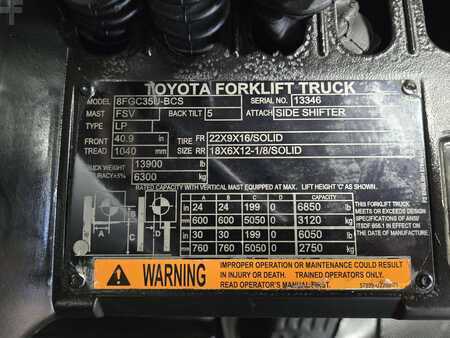 TOYOTA FORKLIFT TRUCK
MODEL 8FGC35U-BCS SERIAL NO. 13346
MAST FSV BACK TILT 5 ATTACH SIDE SHIFTER
TYPE LP
FRONT 40.9 in TIRE FR 22X9X16/SOLID
TREAD 1040 mm SIZE RR 18X6X12-1/8/SOLID
TRUCK WEIGHT 13900 lb
ACCURACY±5% 6300 kg
RATED CAPACITY WITH VERTICAL MAST EMPLOYED AT MAX. LIFT HEIGHT 'C' AS SHOWN.
A B C D
in 24 24 199 0 6850 lb
mm 600 600 5050 0 3120 kg
in 30 30 199 0 6050 lb
mm 760 760 5050 0 2750 kg
THIS FORKLIFT TRUCK
MEETS OR EXCEEDS DESIGN
SPECIFICATIONS OF ANSI/
ITSDF B56.1 IN EFFECT ON
THE DATE OF MANUFACTURE.
WARNING
IMPROPER OPERATION OR MAINTENANCE COULD RESULT
IN INJURY OR DEATH. TRAINED OPERATORS ONLY.
READ OPERATOR'S MANUAL FIRST.